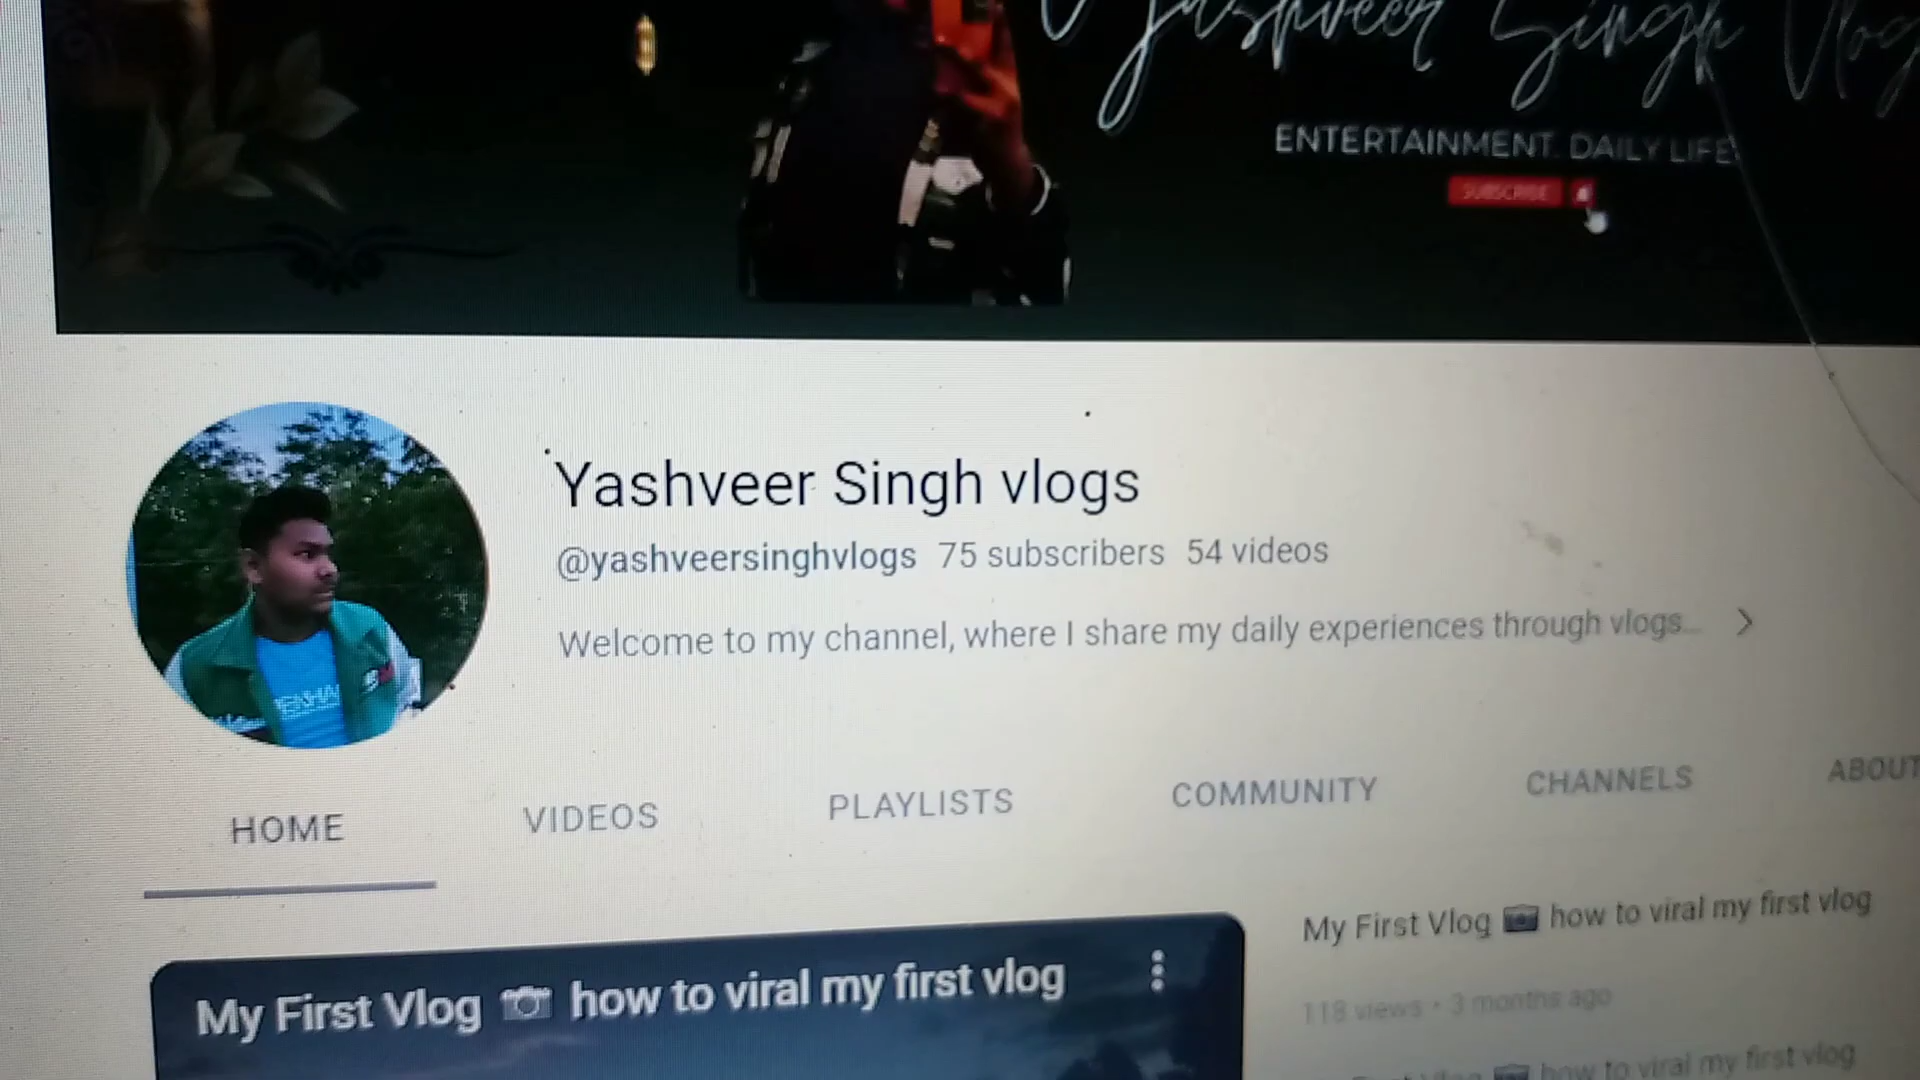 Yashveer Singh Vlog
ENTERTAINMENT. DAILY LIFE
SUBSCRIBE
Yashveer Singh vlogs
@yashveersinghvlogs 75 subscribers 54 videos
Welcome to my channel, where I share my daily experiences through vlogs...
HOME VIDEOS PLAYLISTS COMMUNITY CHANNELS ABOUT
My First Vlog 📷 how to viral my first vlog
My First Vlog 📷 how to viral my first vlog
118 views • 3 months ago
how to viral my first vlog